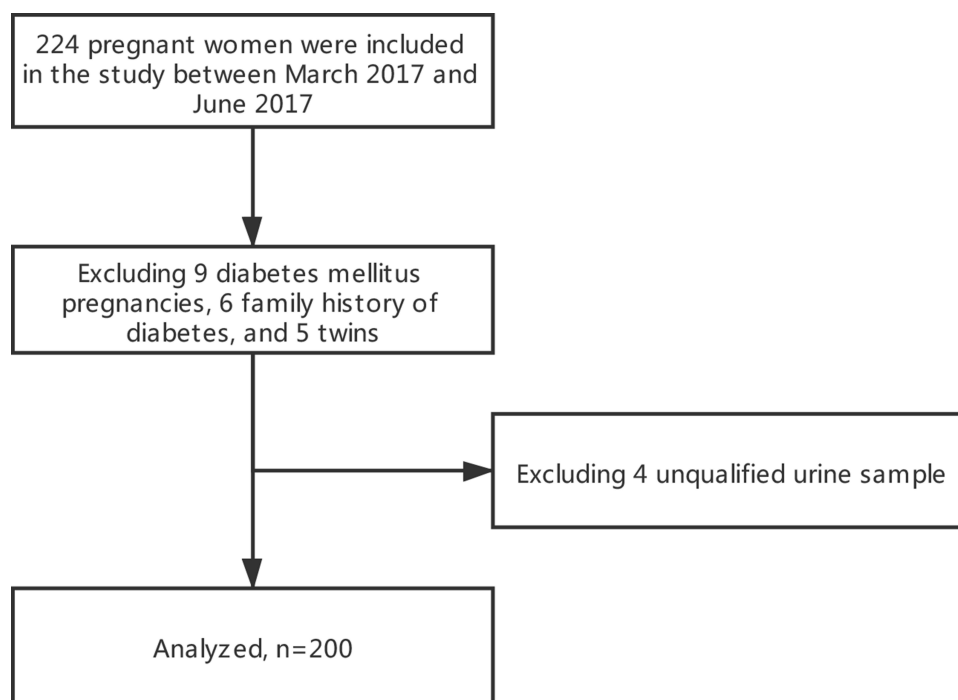 224 pregnant women were included
in the study between March 2017 and
June 2017
Excluding 9 diabetes mellitus
pregnancies, 6 family history of
diabetes, and 5 twins
Excluding 4 unqualified urine sample
Analyzed, n=200